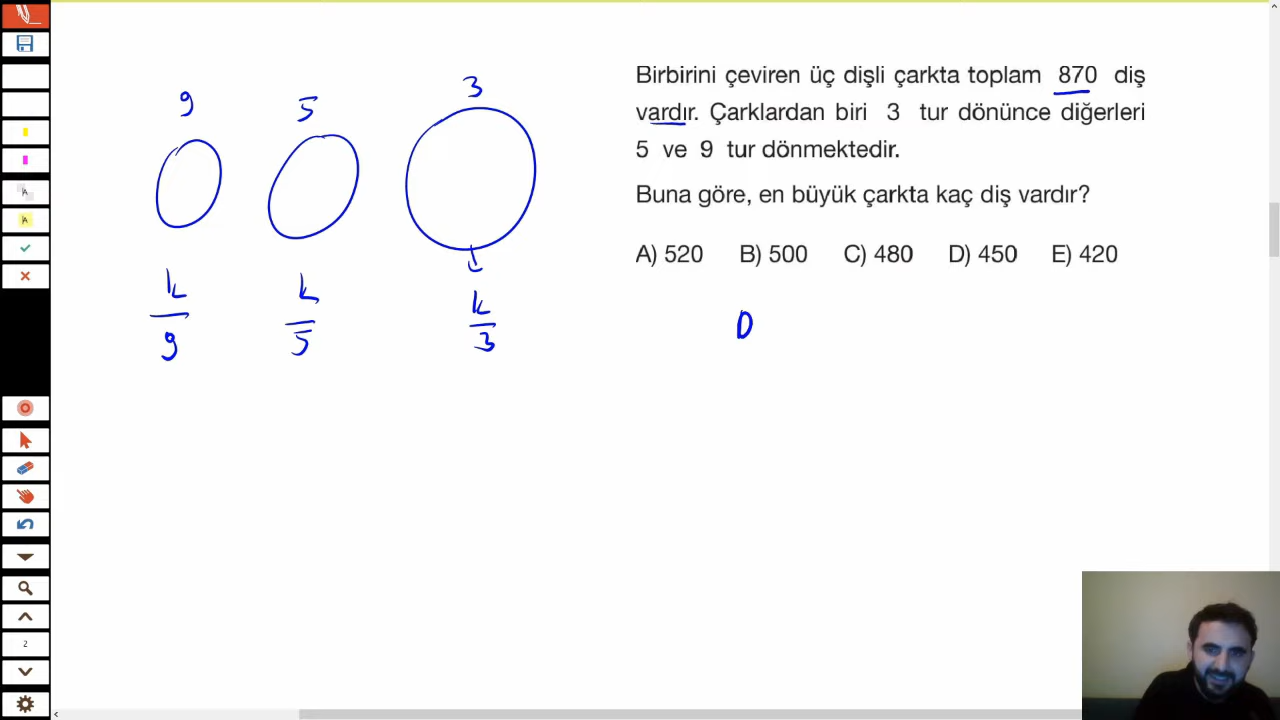 Birbirini çeviren üç dişli çarkta toplam 870 diş
vardır. Çarklardan biri 3 tur dönünce diğerleri
5 ve 9 tur dönmektedir.
Buna göre, en büyük çarkta kaç diş vardır?
A) 520 B) 500 C) 480 D) 450 E) 420
9 5 3
k/9 k/5 k/3
D
A
A
2